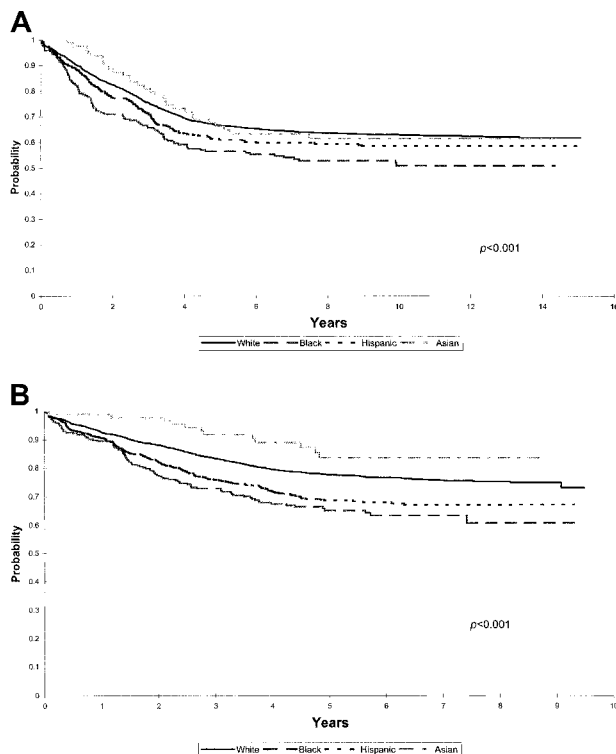 A
1
0.9
0.8
0.7
0.6
0.5
0.4
0.3
0.2
0.1
0
Probability
p<0.001
0 2 4 6 8 10 12 14 16
Years
White Black Hispanic Asian
B
1
0.9
0.8
0.7
0.6
0.5
0.4
0.3
0.2
0.1
0
Probability
p<0.001
0 1 2 3 4 5 6 7 8 9 10
Years
White Black Hispanic Asian